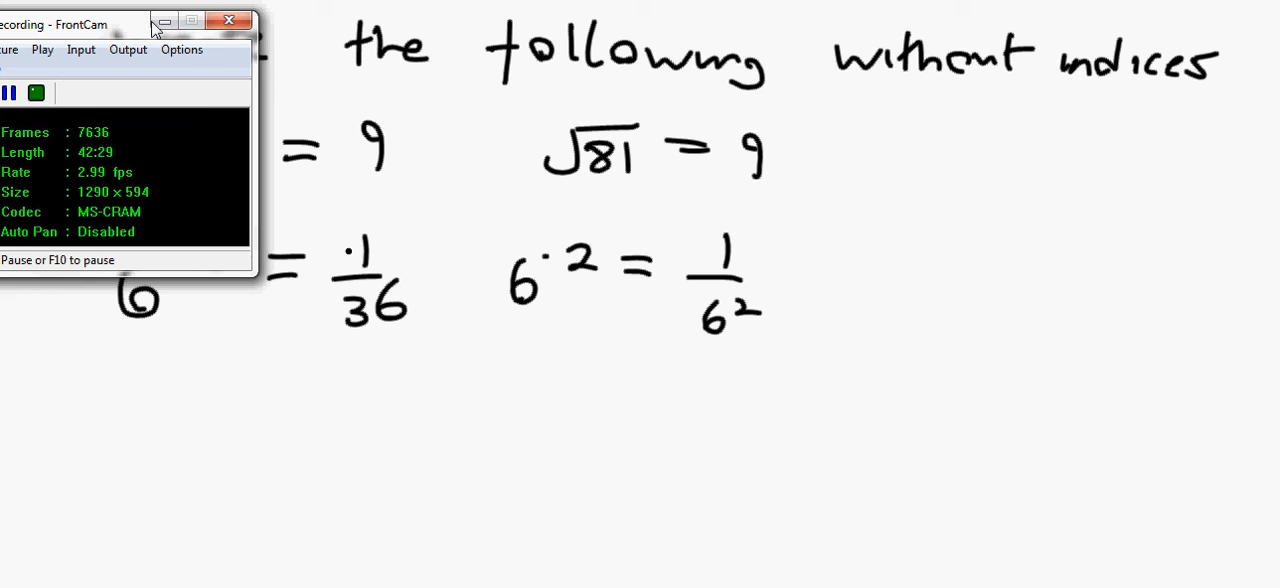 ecording - FrontCam
ture Play Input Output Options
Frames : 7636
Length : 42:29
Rate : 2.99 fps
Size : 1290 × 594
Codec : MS-CRAM
Auto Pan : Disabled
Pause or F10 to pause
the following without indices
= 9 √81 = 9
6 = 1/36 6⁻² = 1/6²